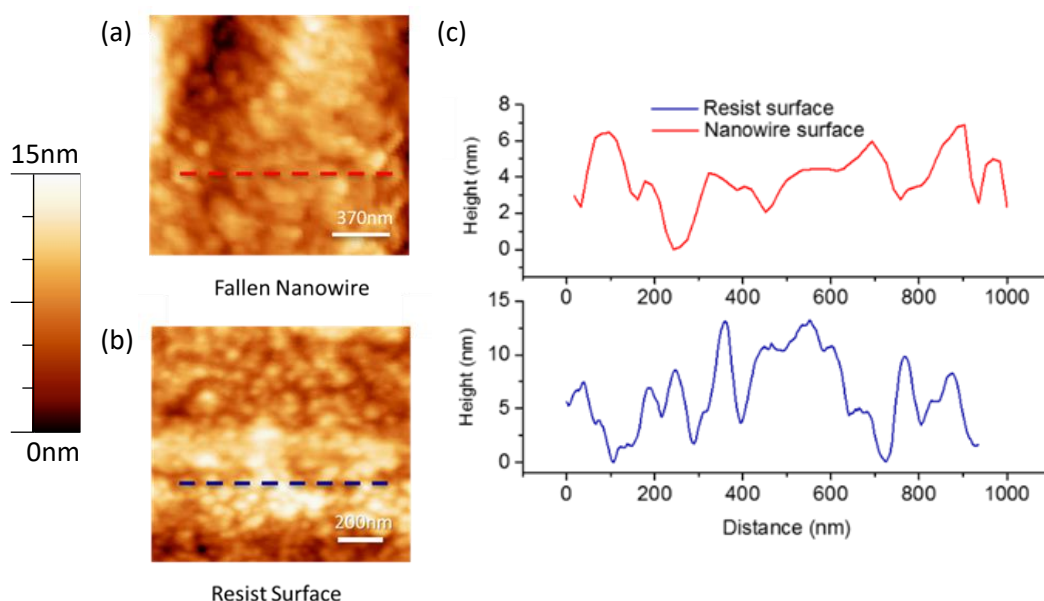 (a)
(b)
(c)
15nm
0nm
370nm
Fallen Nanowire
200nm
Resist Surface
Resist surface
Nanowire surface
8
6
4
2
0
Height (nm)
0 200 400 600 800 1000
15
10
5
0
Height (nm)
0 200 400 600 800 1000
Distance (nm)